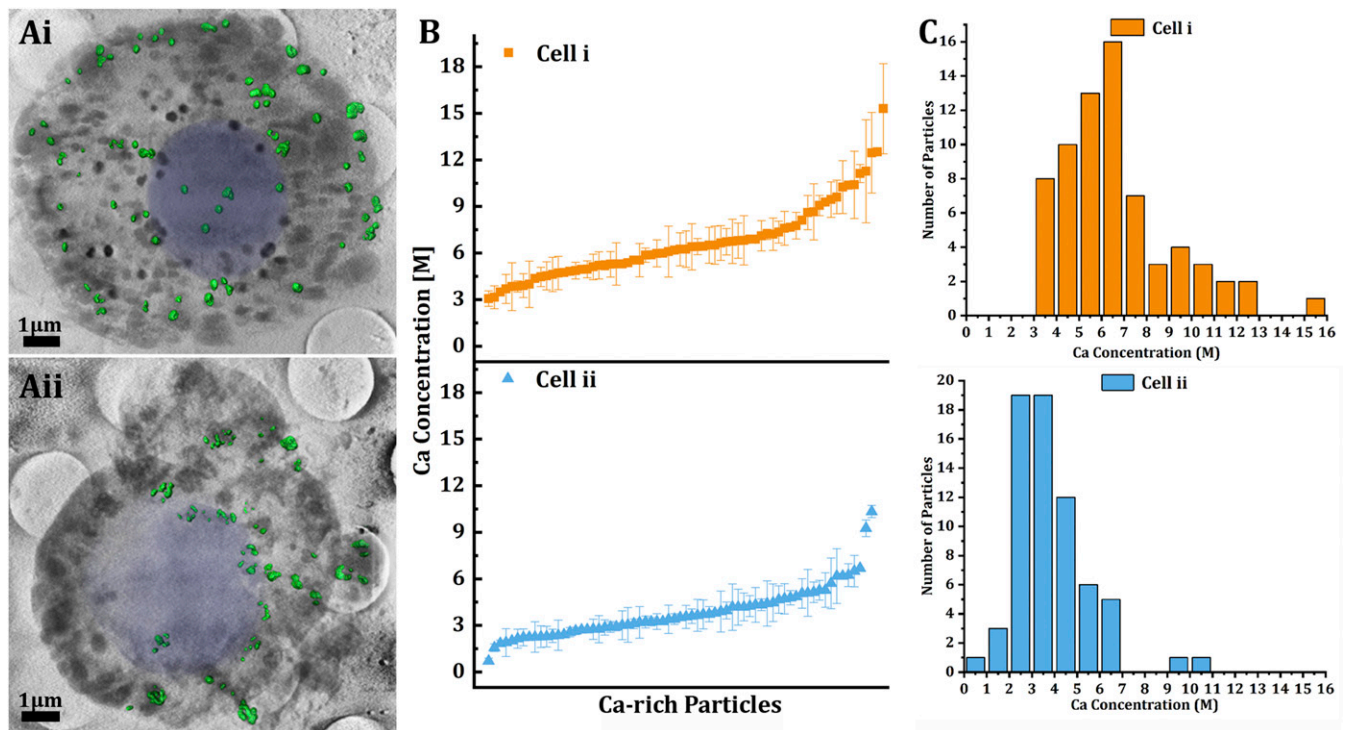 Ai
1μm
Aii
1μm
B
Cell i
18
15
12
9
6
3
0
Cell ii
18
15
12
9
6
3
0
Ca Concentration [M]
Ca-rich Particles
C
Cell i
16
14
12
10
8
6
4
2
0
0 1 2 3 4 5 6 7 8 9 10 11 12 13 14 15 16
Number of Particles
Ca Concentration (M)
Cell ii
20
18
16
14
12
10
8
6
4
2
0
0 1 2 3 4 5 6 7 8 9 10 11 12 13 14 15 16
Number of Particles
Ca Concentration (M)